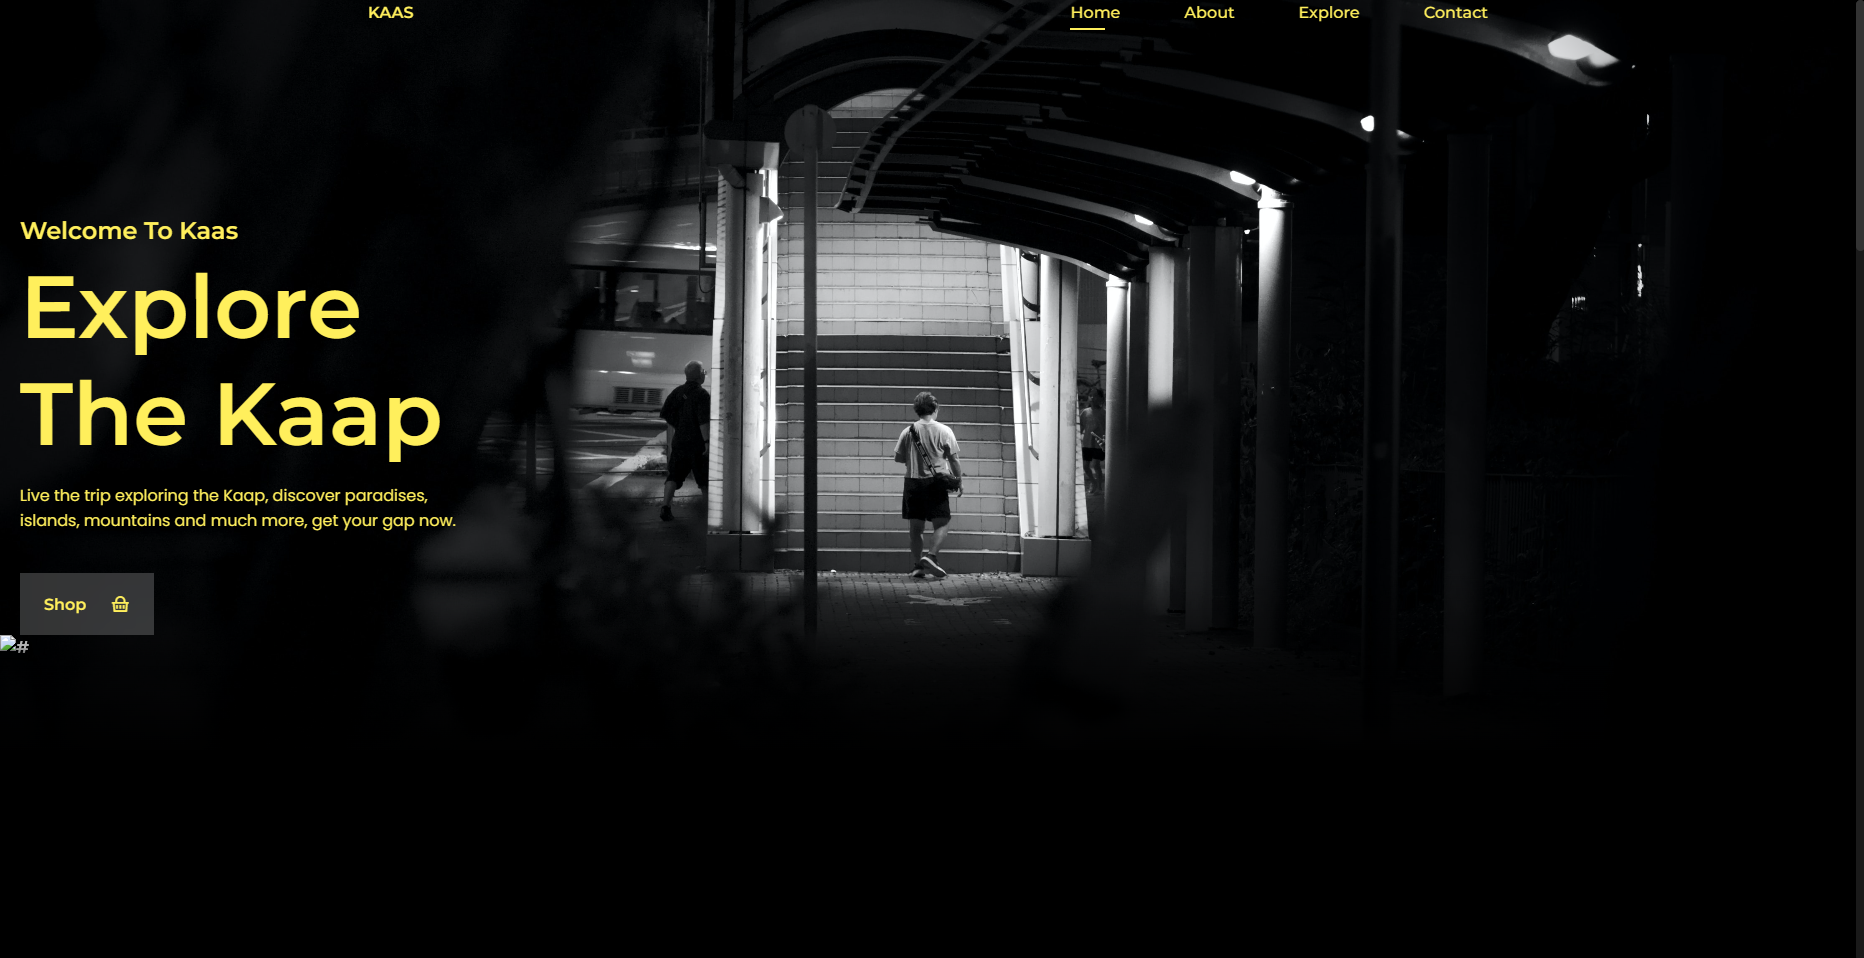 KAAS
Home
About
Explore
Contact
Welcome To Kaas
Explore
The Kaap
Live the trip exploring the Kaap, discover paradises,
islands, mountains and much more, get your gap now.
Shop
#